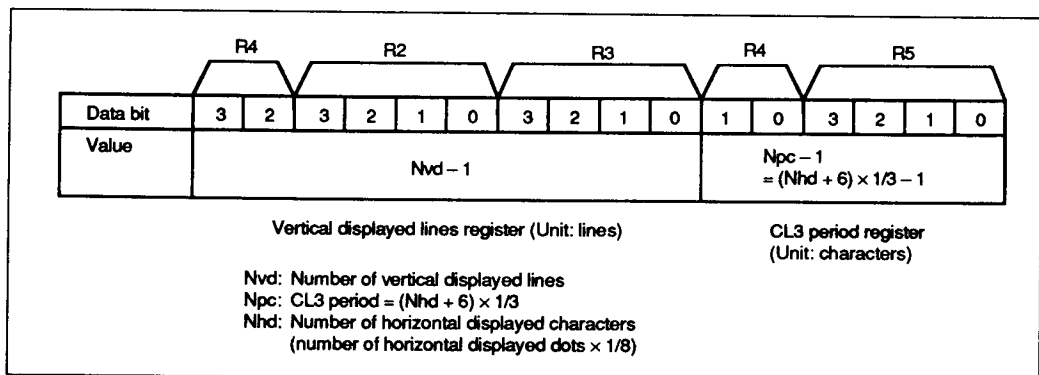 R4 R2 R3 R4 R5
Data bit 3 2 3 2 1 0 3 2 1 0 1 0 3 2 1 0
Value
Nvd – 1
Npc – 1
= (Nhd + 6) × 1/3 – 1
Vertical displayed lines register (Unit: lines)
CL3 period register
(Unit: characters)
Nvd: Number of vertical displayed lines
Npc: CL3 period = (Nhd + 6) × 1/3
Nhd: Number of horizontal displayed characters
(number of horizontal displayed dots × 1/8)